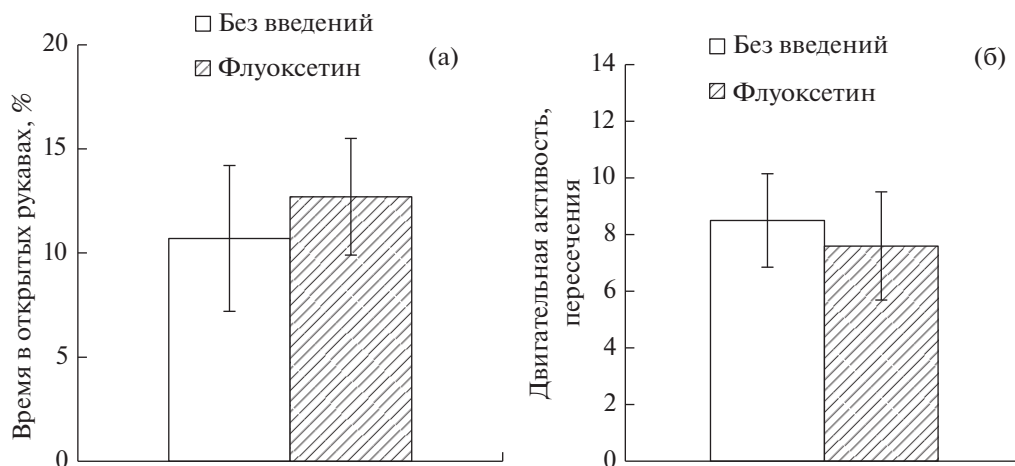 Без введений
Флуоксетин
(а)
Время в открытых рукавах, %
20
15
10
5
0
Без введений
Флуоксетин
(б)
Двигательная активность,
пересечения
14
12
10
8
6
4
2
0